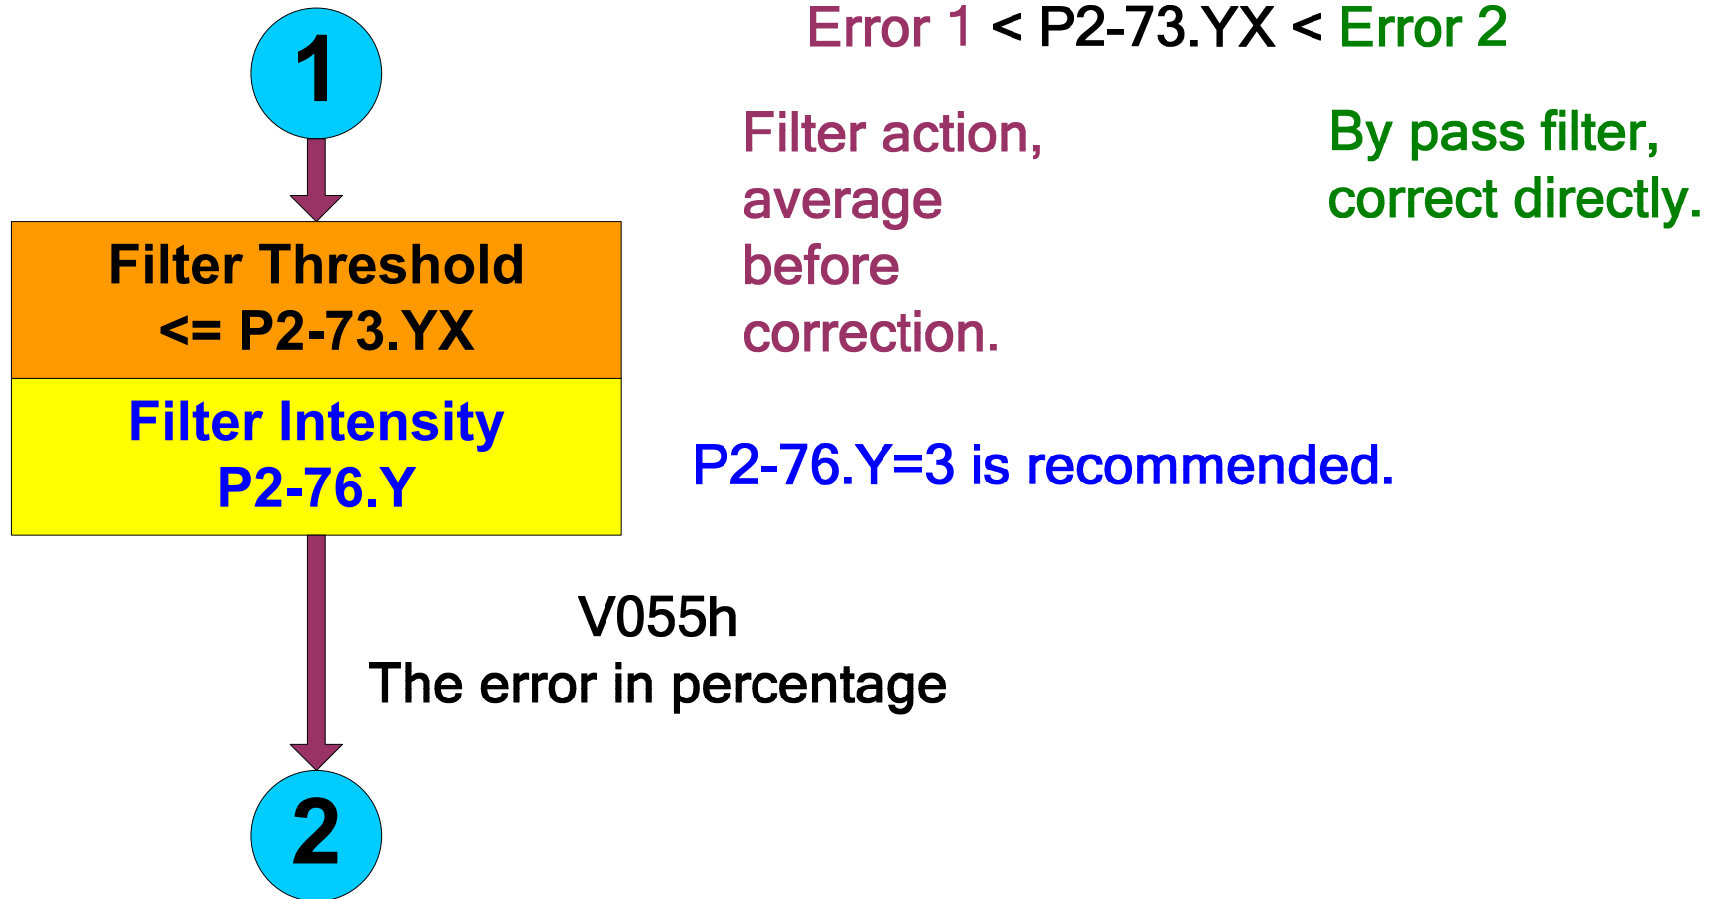 1
Error 1 < P2-73.YX < Error 2
Filter action,
average
before
correction.
By pass filter,
correct directly.
Filter Threshold
<= P2-73.YX
Filter Intensity
P2-76.Y
P2-76.Y=3 is recommended.
V055h
The error in percentage
2